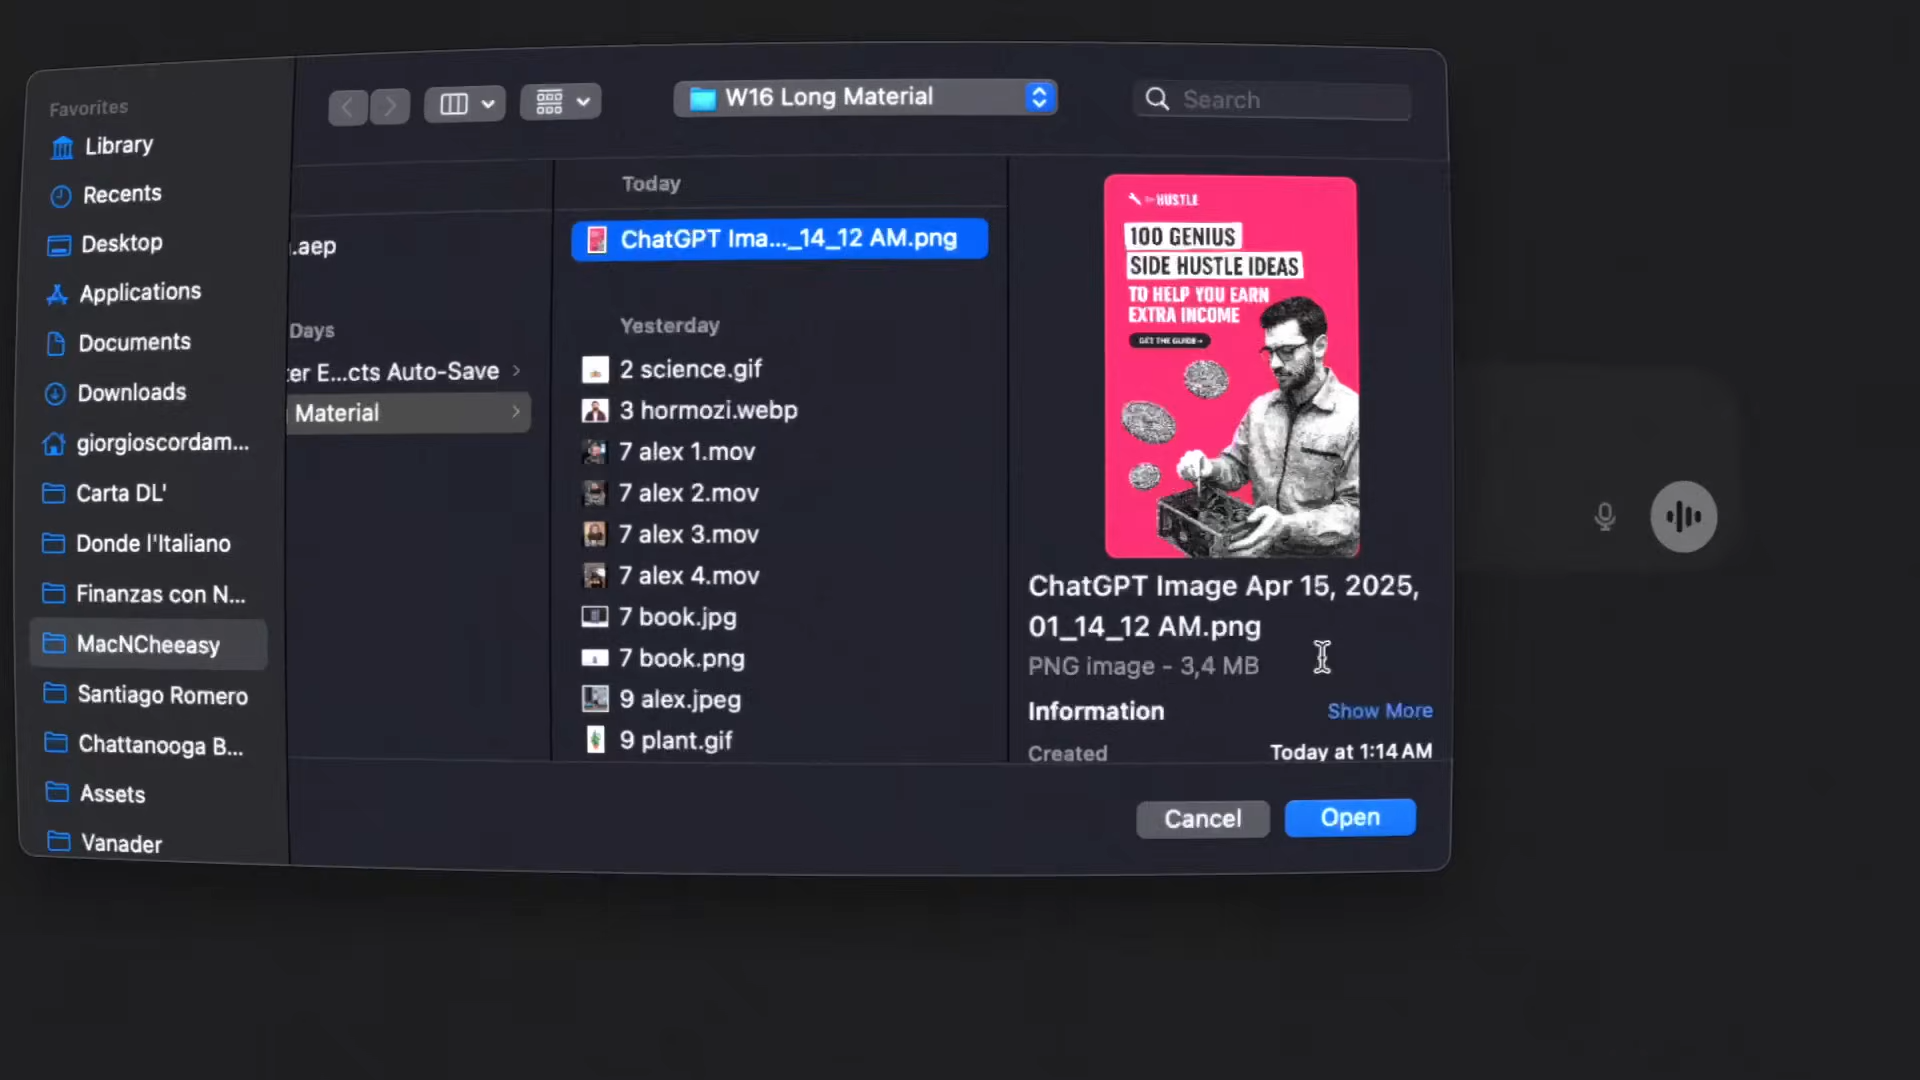 Favorites
Library
Recents
Desktop
Applications
Documents
Downloads
giorgioscordam...
Carta DL'
Donde l'Italiano
Finanzas con N...
MacNCheeasy
Santiago Romero
Chattanooga B...
Assets
Vanader
W16 Long Material
Search
.aep
Days
ter E...cts Auto-Save
Material
Today
ChatGPT Ima..._14_12 AM.png
Yesterday
2 science.gif
3 hormozi.webp
7 alex 1.mov
7 alex 2.mov
7 alex 3.mov
7 alex 4.mov
7 book.jpg
7 book.png
9 alex.jpeg
9 plant.gif
The HUSTLE
100 GENIUS
SIDE HUSTLE IDEAS
TO HELP YOU EARN
EXTRA INCOME
GET THE GUIDE→
ChatGPT Image Apr 15, 2025,
01_14_12 AM.png
PNG image - 3,4 MB
Information
Show More
Created
Today at 1:14 AM
Cancel
Open